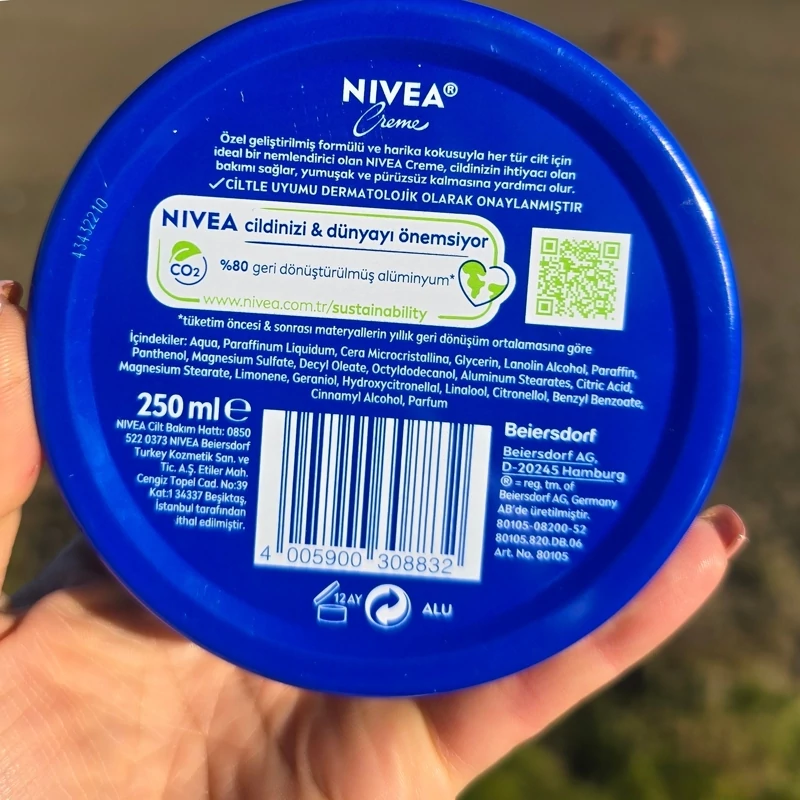 NIVEA®
Creme
Özel geliştirilmiş formülü ve harika kokusuyla her tür cilt için
ideal bir nemlendirici olan NIVEA Creme, cildinizin ihtiyacı olan
bakımı sağlar, yumuşak ve pürüzsüz kalmasına yardımcı olur.
✓CİLTLE UYUMU DERMATOLOJİK OLARAK ONAYLANMIŞTIR
NIVEA cildinizi & dünyayı önemsiyor
CO2
%80 geri dönüştürülmüş alüminyum*
www.nivea.com.tr/sustainability
*tüketim öncesi & sonrası materyallerin yıllık geri dönüşüm ortalamasına göre
İçindekiler: Aqua, Paraffinum Liquidum, Cera Microcristallina, Glycerin, Lanolin Alcohol, Paraffin,
Panthenol, Magnesium Sulfate, Decyl Oleate, Octyldodecanol, Aluminum Stearates, Citric Acid,
Magnesium Stearate, Limonene, Geraniol, Hydroxycitronellal, Linalool, Citronellol, Benzyl Benzoate,
Cinnamyl Alcohol, Parfum
250 ml ℮
NIVEA Cilt Bakım Hattı: 0850
522 0373 NIVEA Beiersdorf
Turkey Kozmetik San. ve
Tic. A.Ş. Etiler Mah.
Cengiz Topel Cad. No:39
Kat:1 34337 Beşiktaş,
İstanbul tarafından
ithal edilmiştir.
4 005900 308832
Beiersdorf
Beiersdorf AG,
D-20245 Hamburg
® = reg. tm. of
Beiersdorf AG, Germany
AB'de üretilmiştir.
80105-08200-52
80105.820.DB.06
Art. No. 80105
12 AY
ALU
43432210